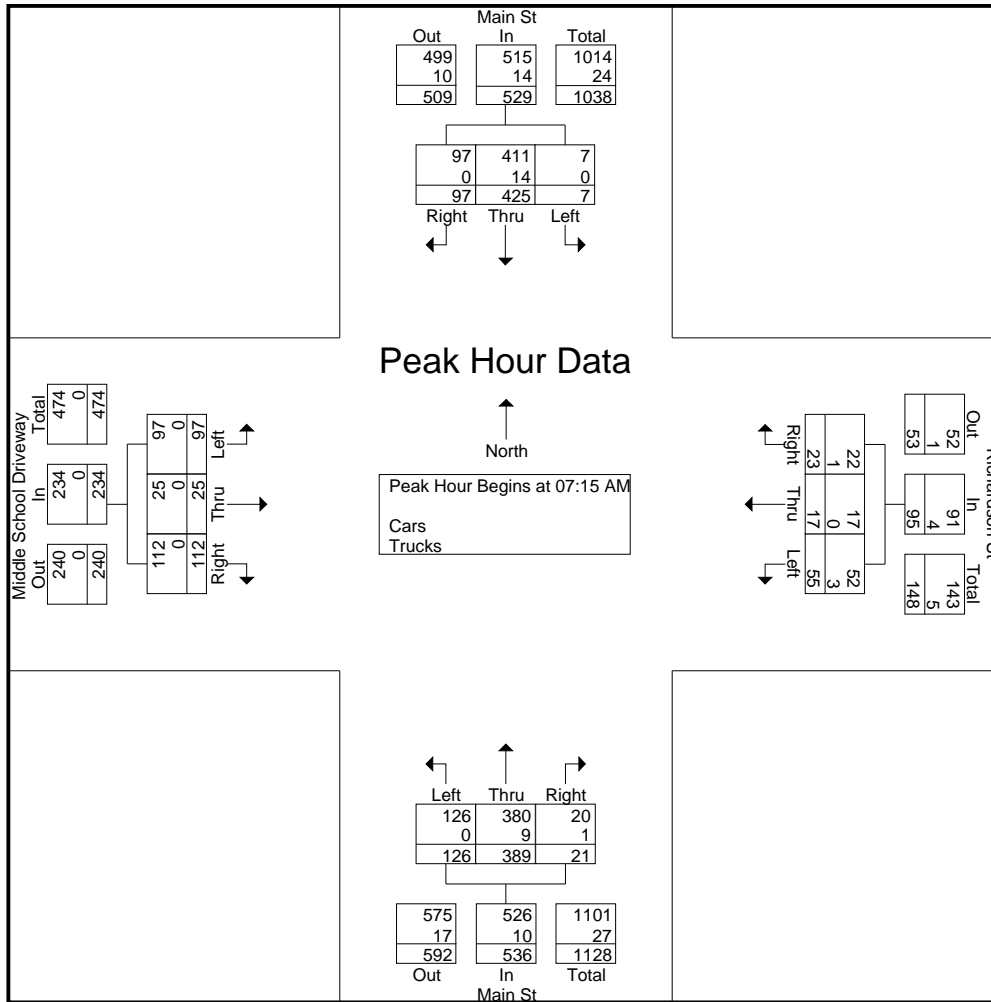 Main St
Out In Total
499 515 1014
10 14 24
509 529 1038
97 411 7
0 14 0
97 425 7
Right Thru Left
Peak Hour Data
North
Peak Hour Begins at 07:15 AM
Cars
Trucks
Middle School Driveway
Out In Total
240 234 474
0 0 0
240 234 474
112 25 97
0 0 0
112 25 97
Right Thru Left
Out In Total
52 91 143
1 4 5
53 95 148
22 17 52
1 0 3
23 17 55
Right Thru Left
Left Thru Right
126 380 20
0 9 1
126 389 21
575 526 1101
17 10 27
592 536 1128
Out In Total
Main St